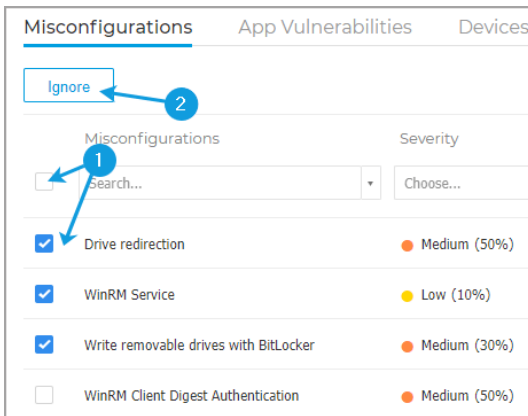 Misconfigurations App Vulnerabilities Devices
Ignore
2
Misconfigurations Severity
1
Search... Choose...
Drive redirection Medium (50%)
WinRM Service Low (10%)
Write removable drives with BitLocker Medium (30%)
WinRM Client Digest Authentication Medium (50%)